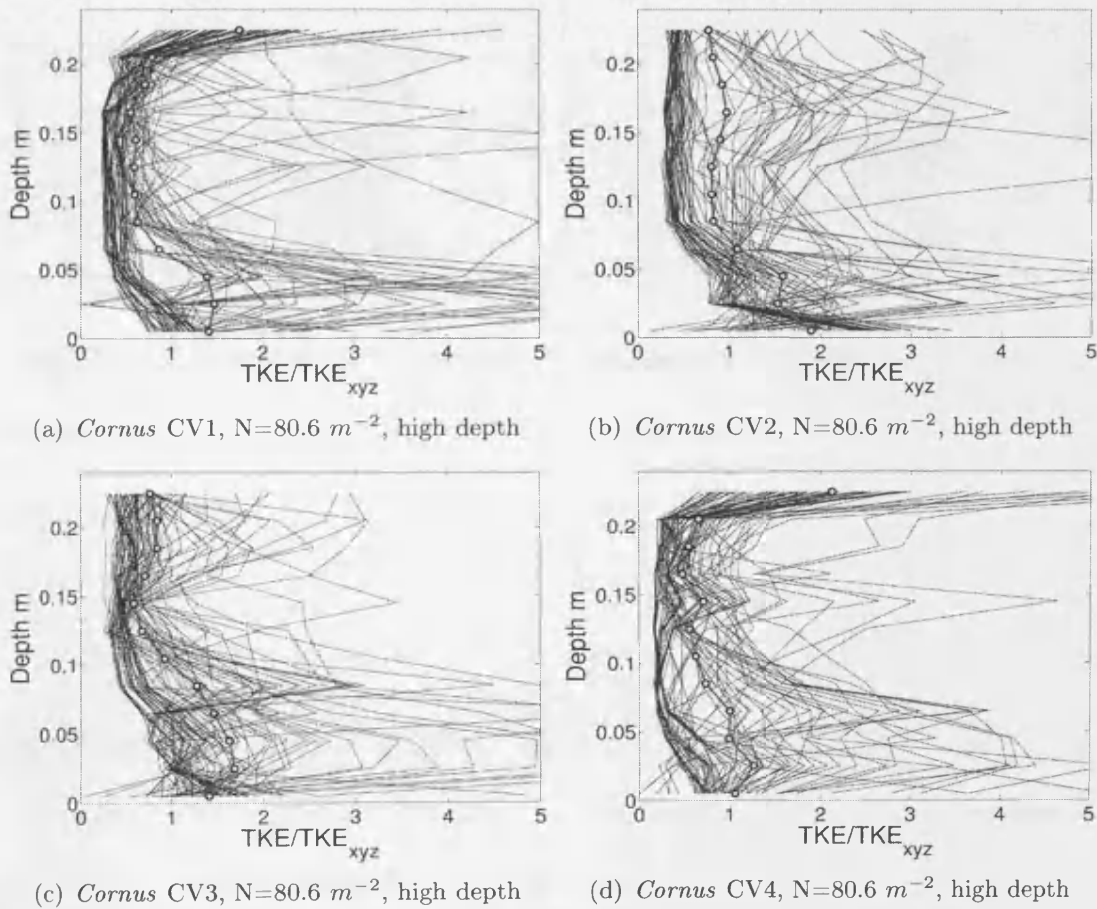 0.2
0.15
0.1
0.05
0
Depth m
0 1 2 3 4 5
TKE/TKE_xyz
(a) Cornus CV1, N=80.6 m⁻², high depth
0.2
0.15
0.1
0.05
0
Depth m
0 1 2 3 4 5
TKE/TKE_xyz
(b) Cornus CV2, N=80.6 m⁻², high depth
0.2
0.15
0.1
0.05
0
Depth m
0 1 2 3 4 5
TKE/TKE_xyz
(c) Cornus CV3, N=80.6 m⁻², high depth
0.2
0.15
0.1
0.05
0
Depth m
0 1 2 3 4 5
TKE/TKE_xyz
(d) Cornus CV4, N=80.6 m⁻², high depth